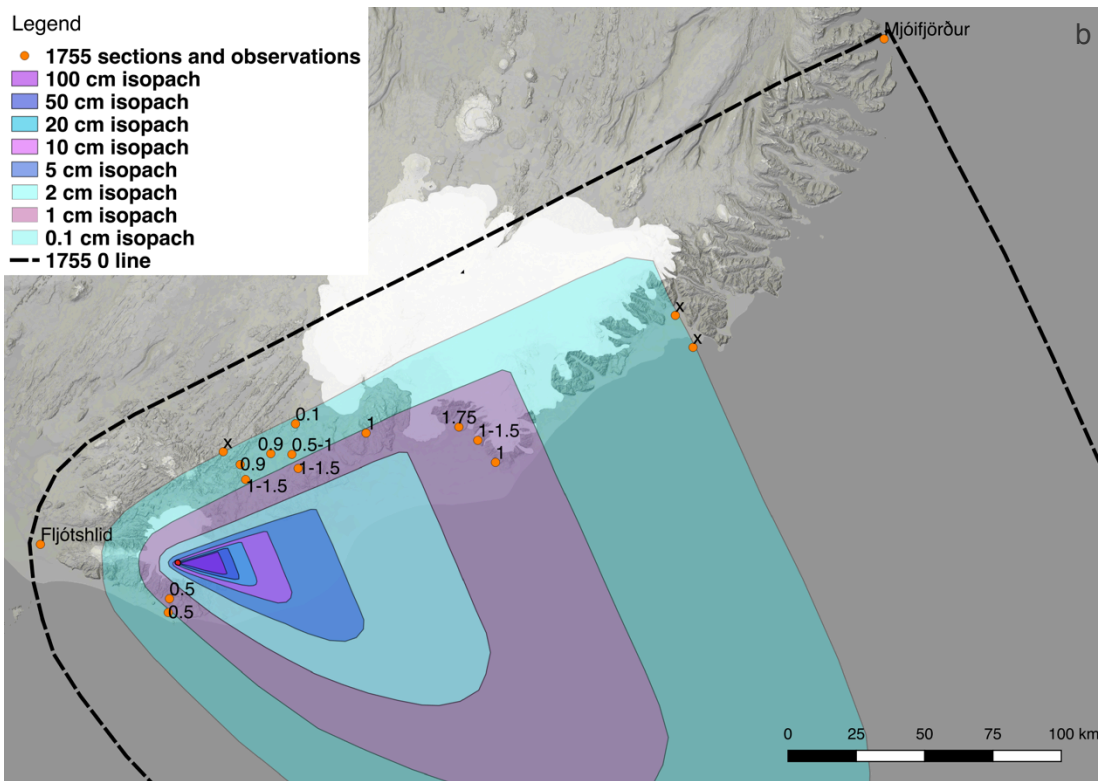 Legend
1755 sections and observations
100 cm isopach
50 cm isopach
20 cm isopach
10 cm isopach
5 cm isopach
2 cm isopach
1 cm isopach
0.1 cm isopach
1755 0 line
Mjóifjörður
b
x
x
0.1
1
1.75
1-1.5
1
x
0.9
0.5-1
0.9
1-1.5
1-1.5
Fljótshlid
0.5
0.5
0 25 50 75 100 km